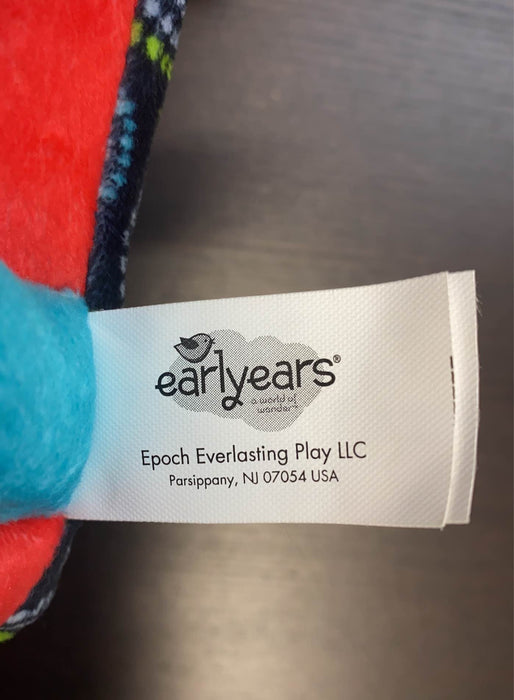 earlyears®
a world of
wonder™
Epoch Everlasting Play LLC
Parsippany, NJ 07054 USA